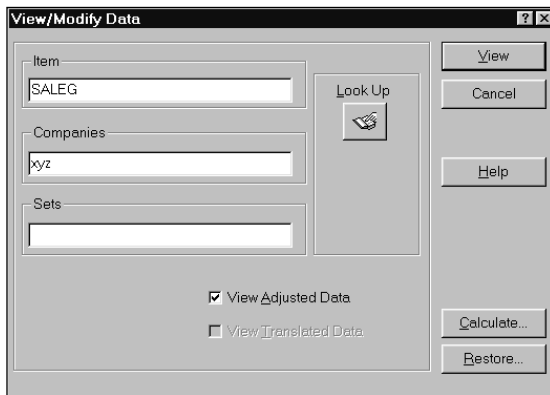 View/Modify Data
Item
SALEG
Companies
xyz
Sets
Look Up
View Adjusted Data
View Translated Data
View
Cancel
Help
Calculate...
Restore...